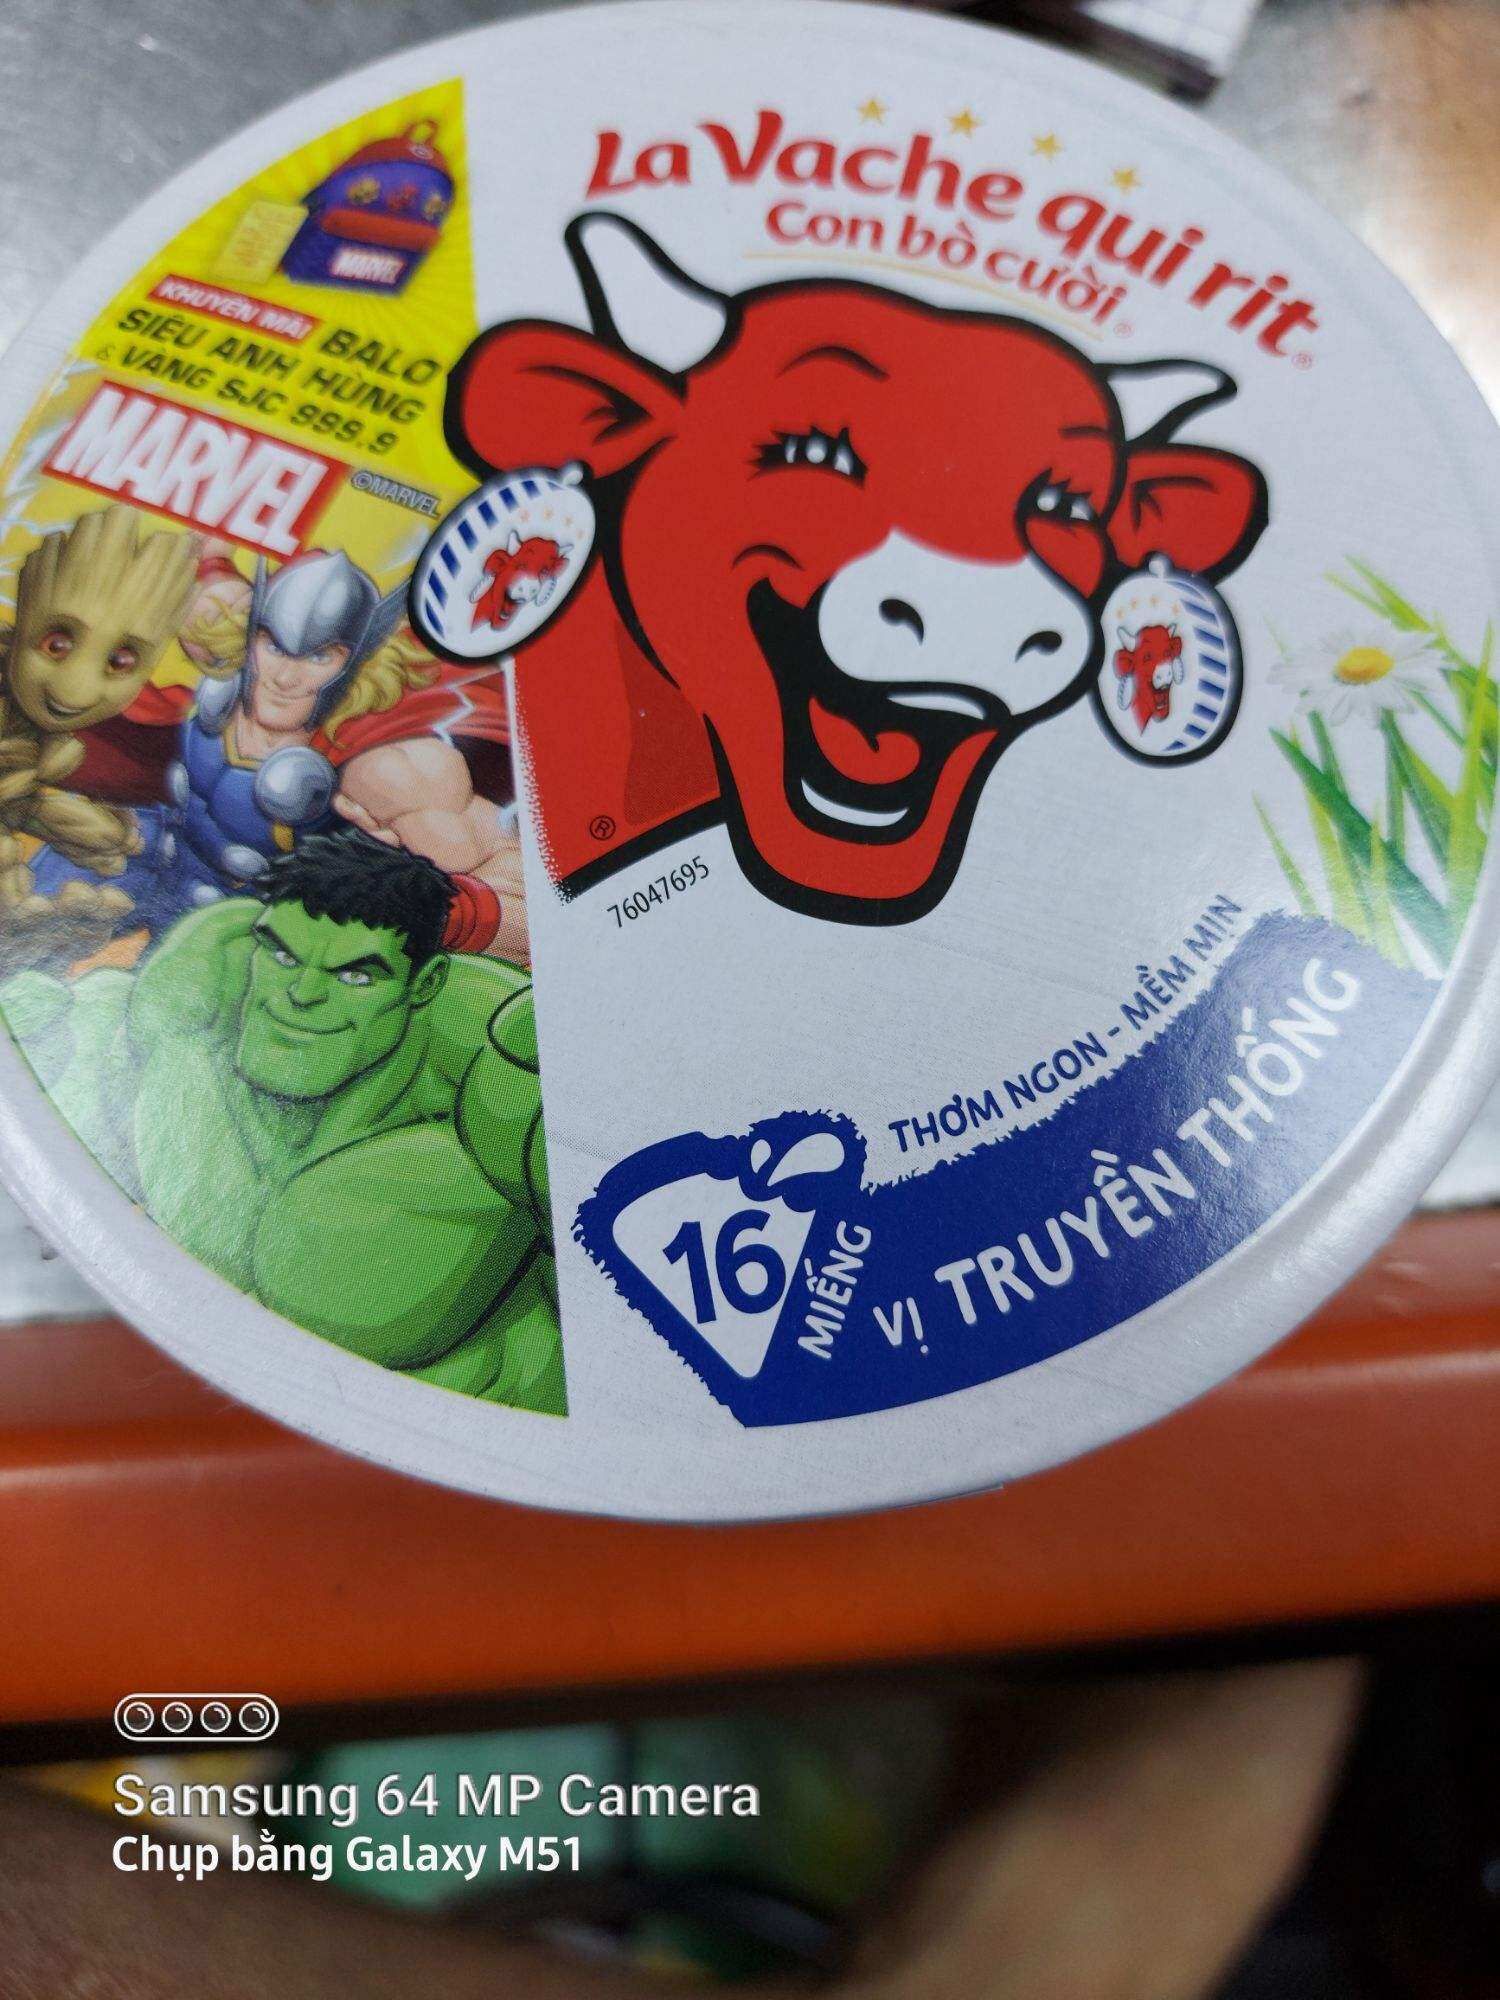 La Vache qui rit®
Con bò cười®
MARVEL
KHUYẾN MÃI BALO
SIÊU ANH HÙNG
& VÀNG SJC 999.9
MARVEL
©MARVEL
®
76047695
THƠM NGON - MỀM MỊN
16
MIẾNG
VỊ TRUYỀN THỐNG
Samsung 64 MP Camera
Chụp bằng Galaxy M51